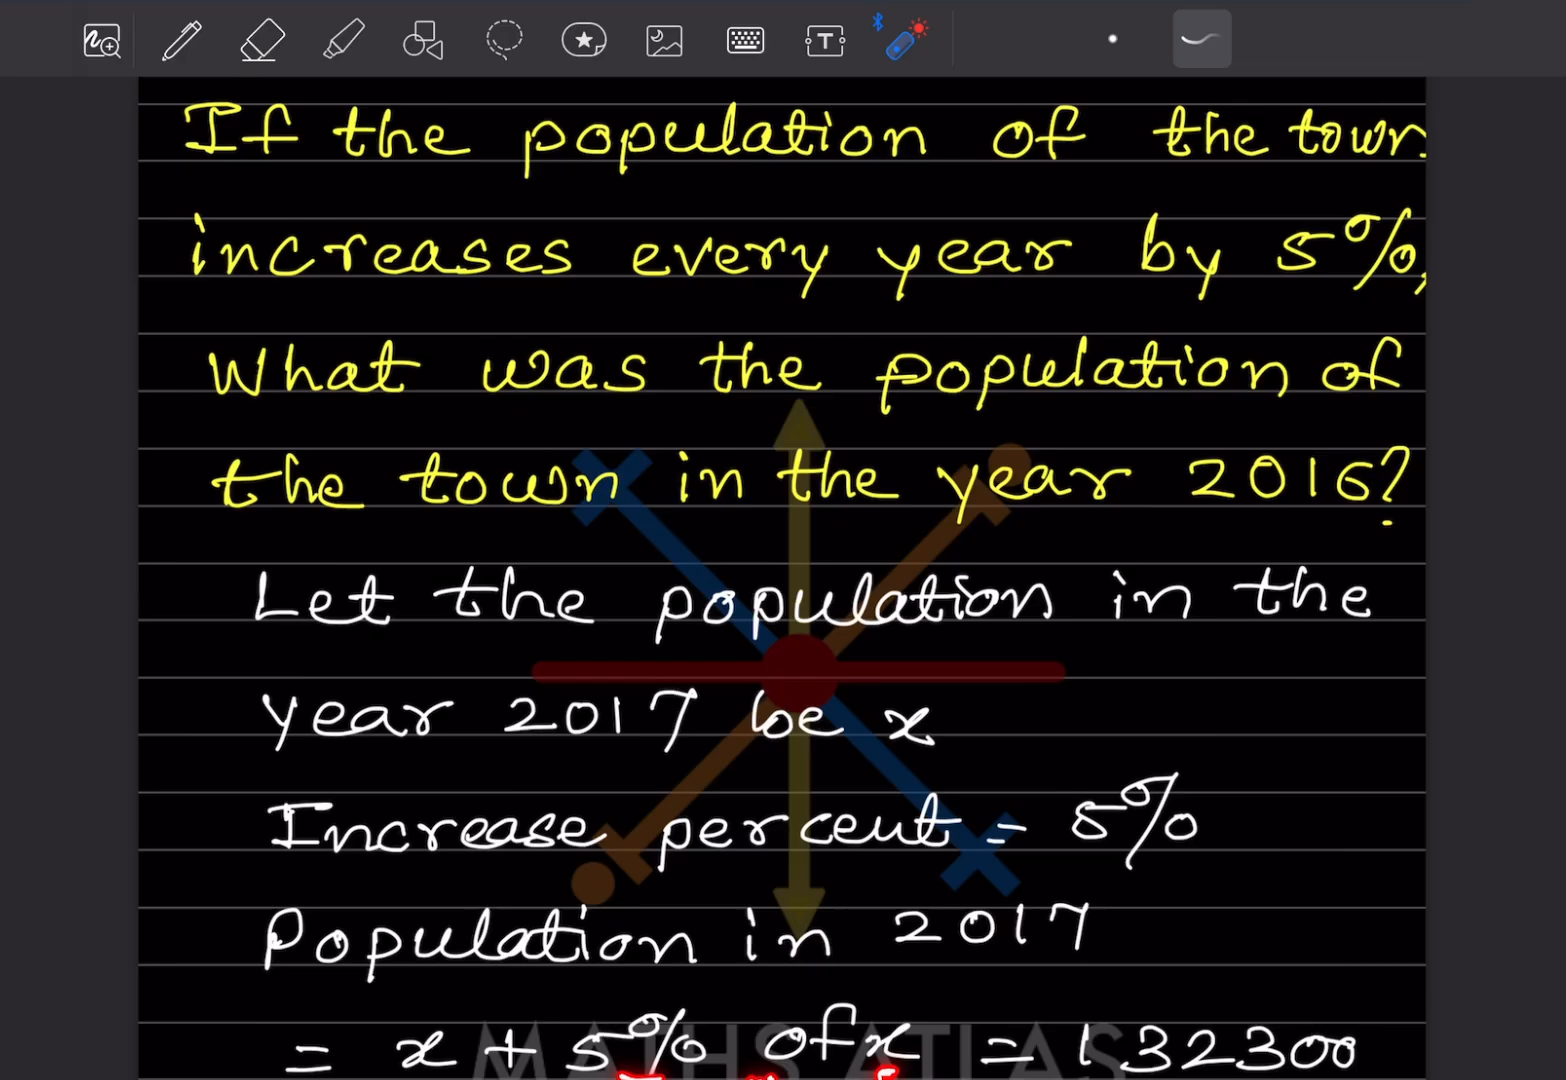 If the population of the town
increases every year by 5%,
What was the population of
the town in the year 2016?
Let the population in the
year 2017 be x
Increase percent = 5%
Population in 2017
= x + 5% of x = 132300
MATHS ATLAS